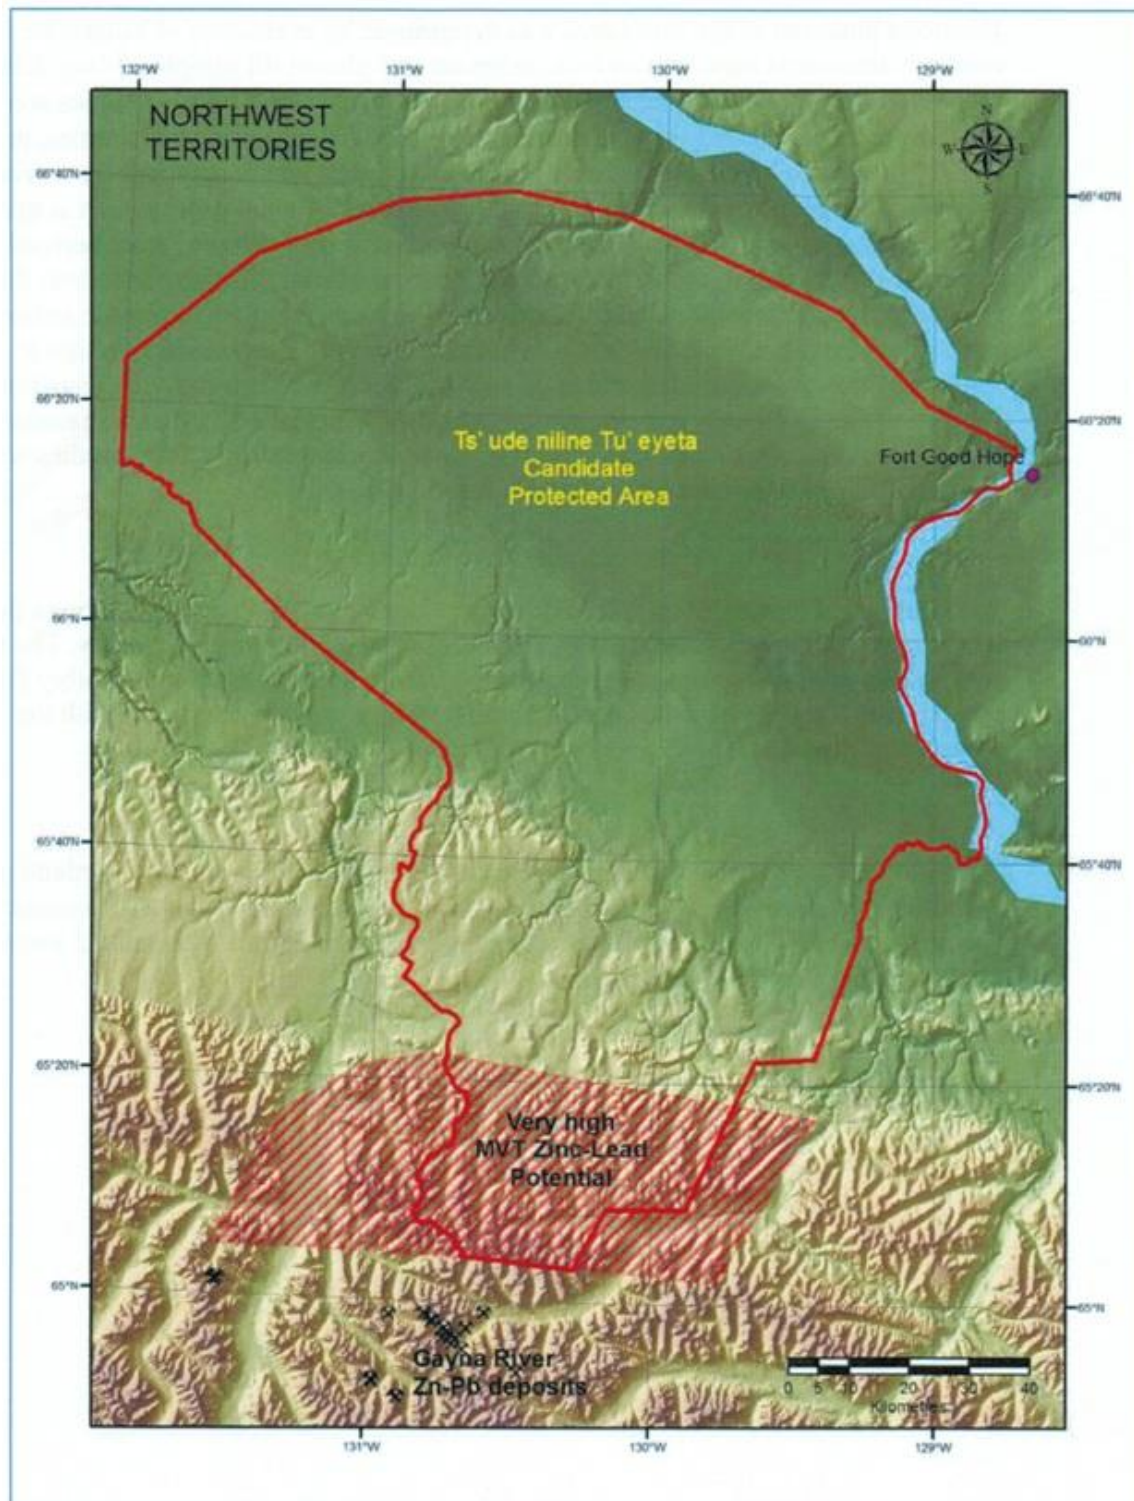 132°W
131°W
130°W
129°W
NORTHWEST
TERRITORIES
N
W
E
S
66°40'N
66°40'N
66°20'N
66°20'N
Ts' ude niline Tu' eyeta
Candidate
Protected Area
Fort Good Hope
66°N
66°N
65°40'N
65°40'N
65°20'N
65°20'N
Very high
MVT Zinc-Lead
Potential
65°N
65°N
Gayna River
Zn-Pb deposits
0 5 10 20 30 40
Kilometres
131°W
130°W
129°W